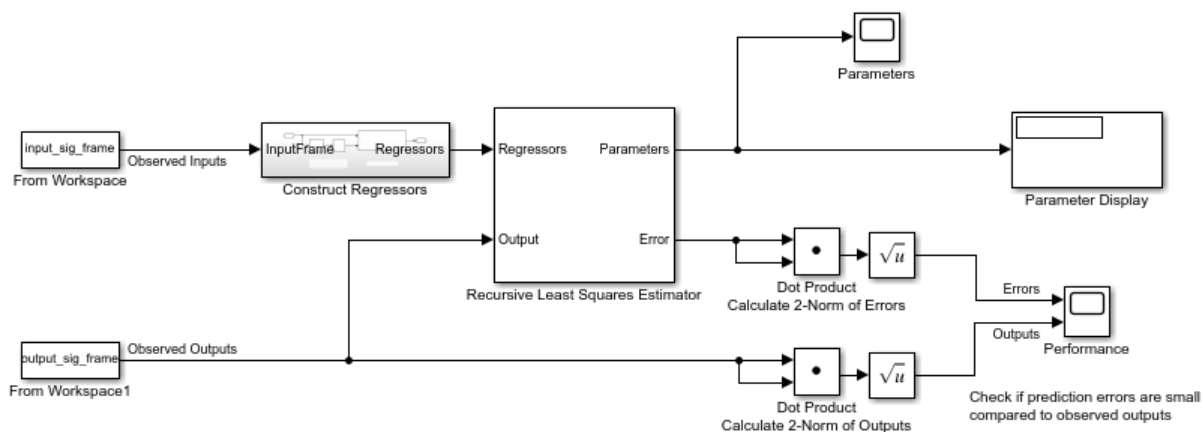 Parameters
input_sig_frame
Observed Inputs
From Workspace
InputFrame
Regressors
Construct Regressors
Regressors
Parameters
Output
Error
Recursive Least Squares Estimator
Parameter Display
Dot Product
Calculate 2-Norm of Errors
√u
Errors
Outputs
Performance
output_sig_frame
Observed Outputs
From Workspace1
Dot Product
Calculate 2-Norm of Outputs
√u
Check if prediction errors are small
compared to observed outputs